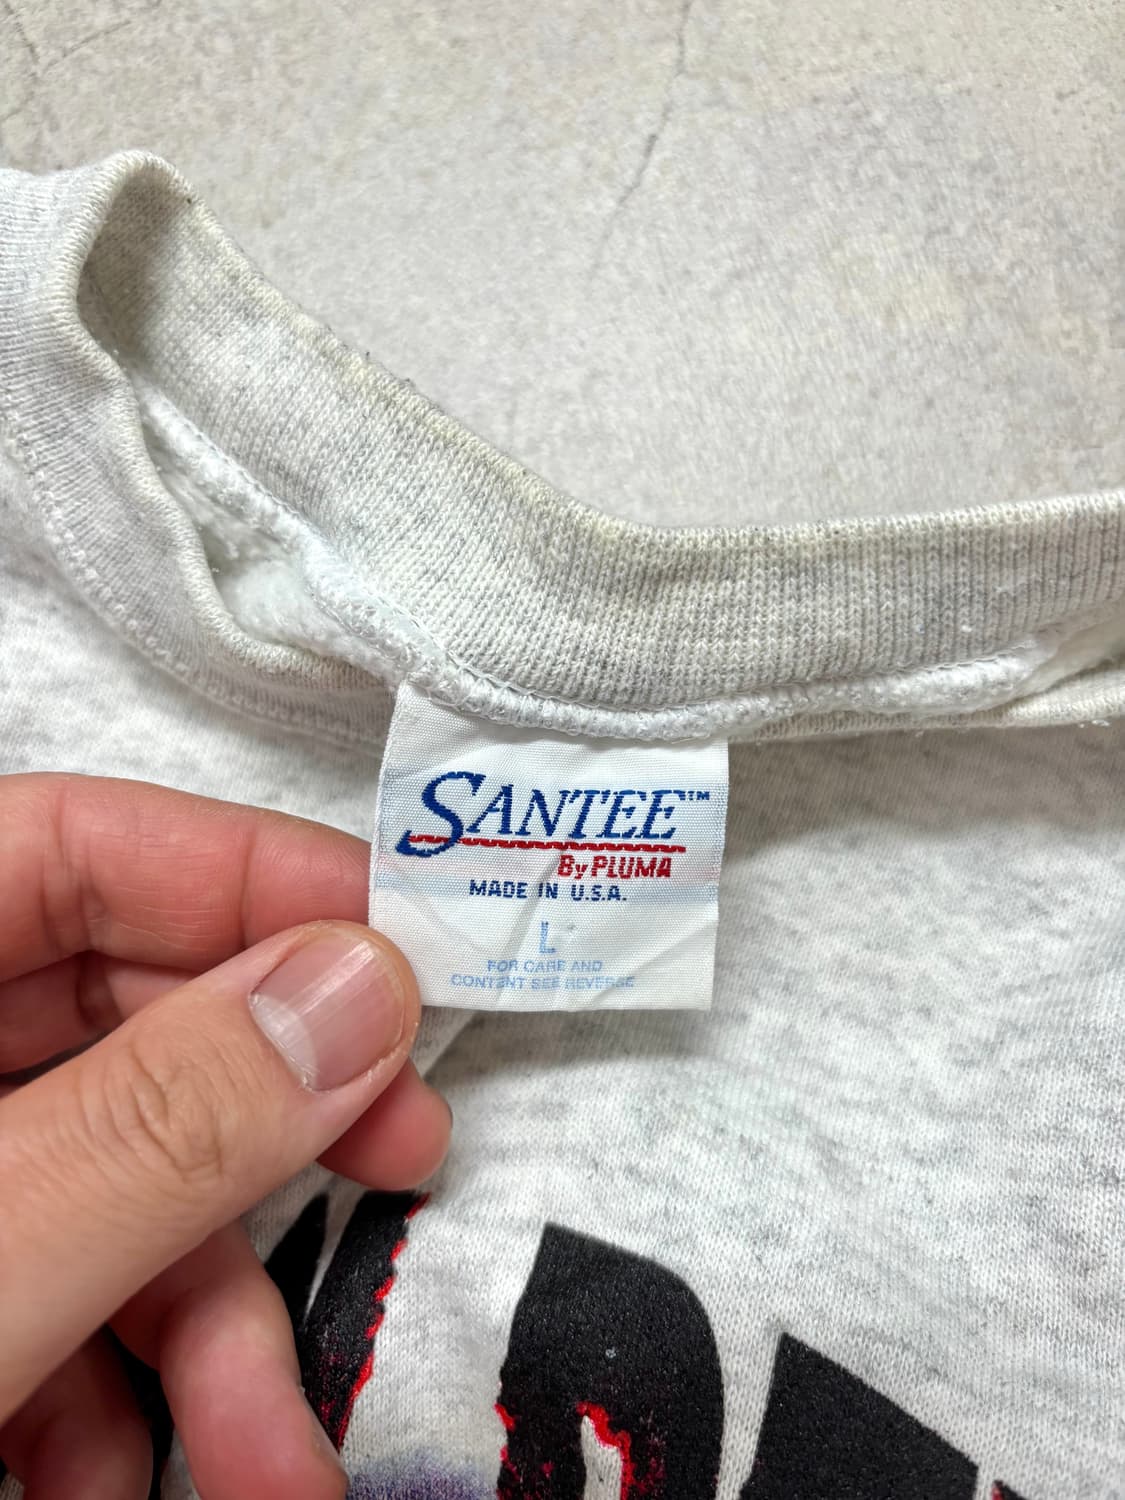 SANTEE™
By PLUMA
MADE IN U.S.A.
L
FOR CARE AND
CONTENT SEE REVERSE